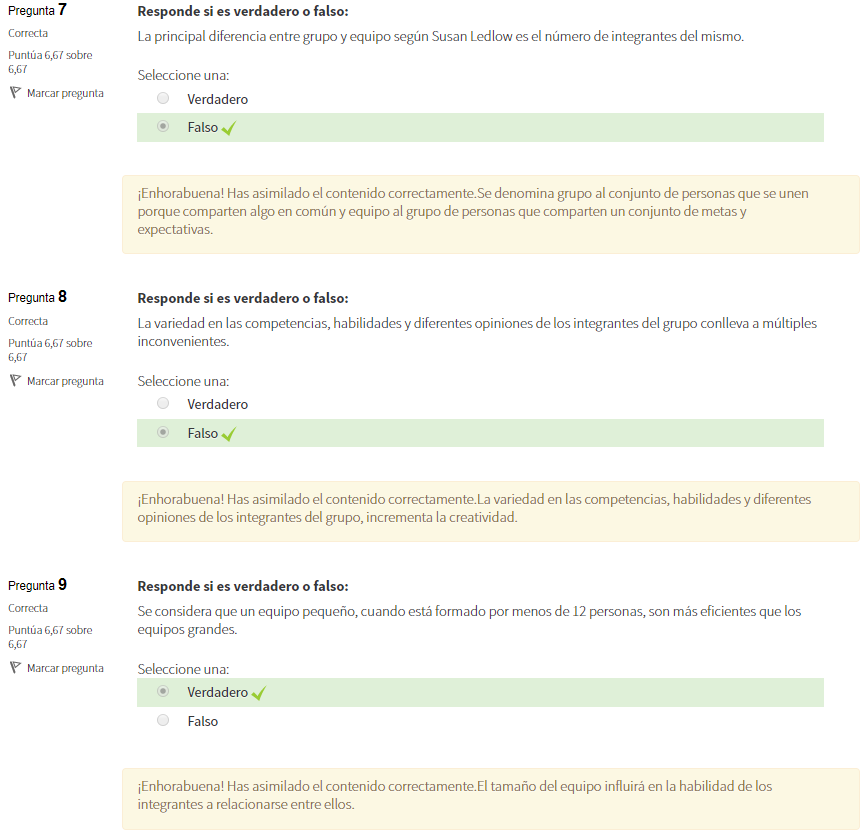 Pregunta 7
Correcta
Puntúa 6,67 sobre
6,67
Marcar pregunta
Responde si es verdadero o falso:
La principal diferencia entre grupo y equipo según Susan Ledlow es el número de integrantes del mismo.
Seleccione una:
Verdadero
Falso
¡Enhorabuena! Has asimilado el contenido correctamente.Se denomina grupo al conjunto de personas que se unen
porque comparten algo en común y equipo al grupo de personas que comparten un conjunto de metas y
expectativas.
Pregunta 8
Correcta
Puntúa 6,67 sobre
6,67
Marcar pregunta
Responde si es verdadero o falso:
La variedad en las competencias, habilidades y diferentes opiniones de los integrantes del grupo conlleva a múltiples
inconvenientes.
Seleccione una:
Verdadero
Falso
¡Enhorabuena! Has asimilado el contenido correctamente.La variedad en las competencias, habilidades y diferentes
opiniones de los integrantes del grupo, incrementa la creatividad.
Pregunta 9
Correcta
Puntúa 6,67 sobre
6,67
Marcar pregunta
Responde si es verdadero o falso:
Se considera que un equipo pequeño, cuando está formado por menos de 12 personas, son más eficientes que los
equipos grandes.
Seleccione una:
Verdadero
Falso
¡Enhorabuena! Has asimilado el contenido correctamente.El tamaño del equipo influirá en la habilidad de los
integrantes a relacionarse entre ellos.